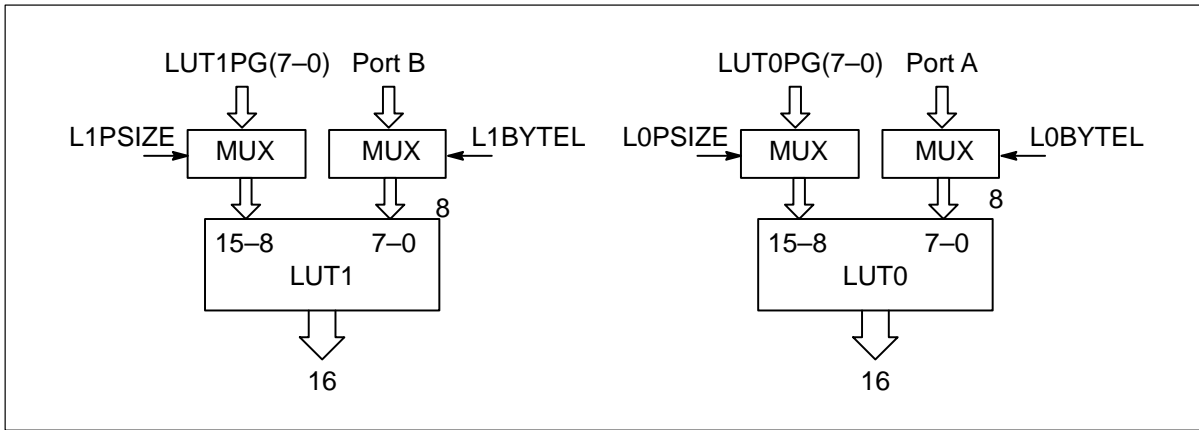 LUT1PG(7–0) Port B
L1PSIZE MUX MUX L1BYTEL
8
15–8 7–0
LUT1
16
LUT0PG(7–0) Port A
L0PSIZE MUX MUX L0BYTEL
8
15–8 7–0
LUT0
16